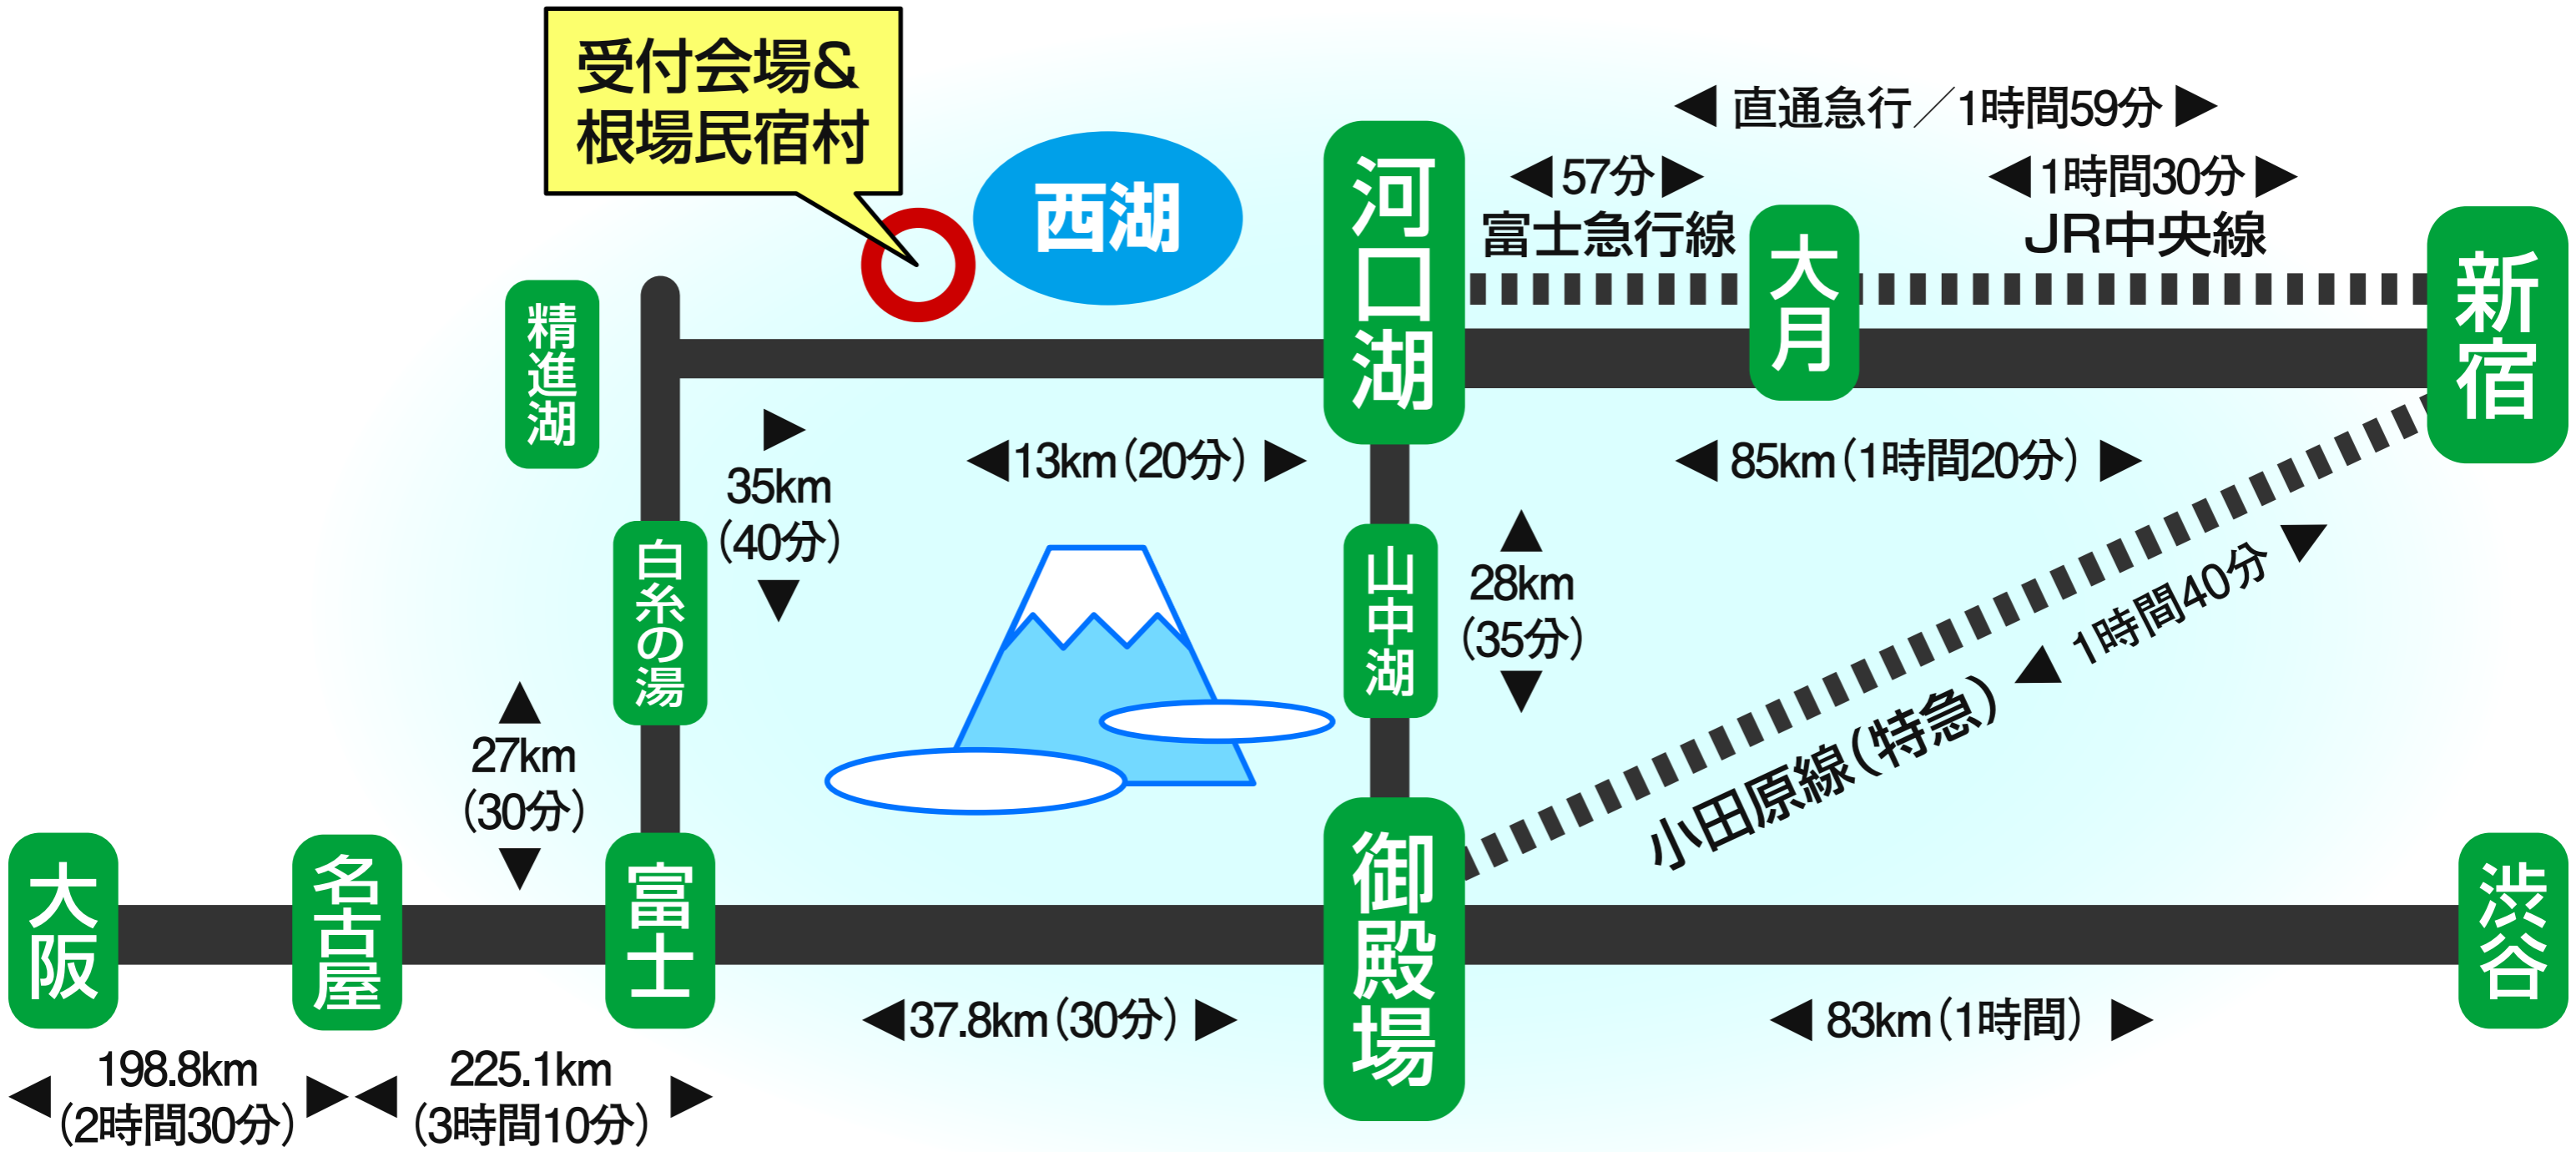 受付会場&
根場民宿村
西湖
直通急行／1時間59分
57分
富士急行線
1時間30分
JR中央線
河口湖
大月
新宿
精進湖
35km
(40分)
13km(20分)
85km(1時間20分)
白糸の湯
山中湖
28km
(35分)
1時間40分
小田原線(特急)
27km
(30分)
大阪
名古屋
富士
御殿場
渋谷
37.8km(30分)
83km(1時間)
198.8km
(2時間30分)
225.1km
(3時間10分)